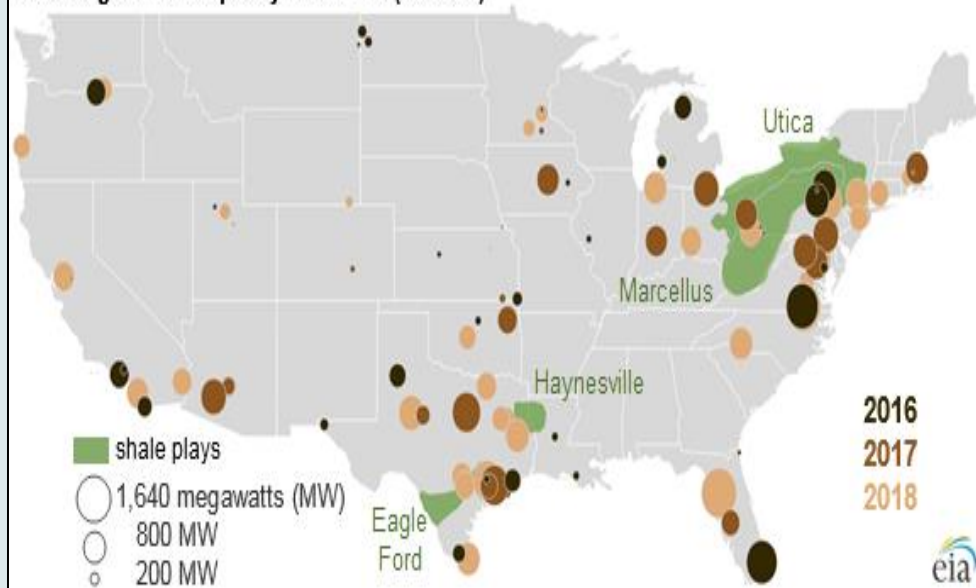 Utica
Marcellus
Haynesville
Eagle
Ford
shale plays
1,640 megawatts (MW)
800 MW
200 MW
2016
2017
2018
eia